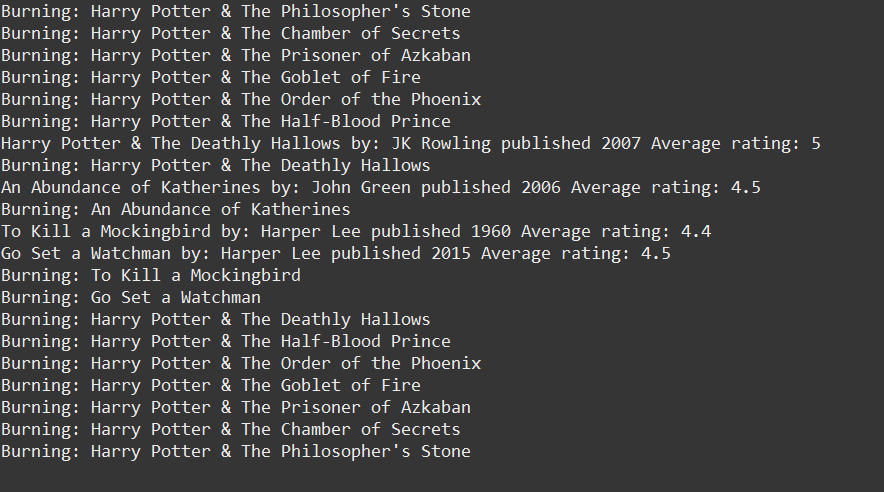 Burning: Harry Potter & The Philosopher's Stone
Burning: Harry Potter & The Chamber of Secrets
Burning: Harry Potter & The Prisoner of Azkaban
Burning: Harry Potter & The Goblet of Fire
Burning: Harry Potter & The Order of the Phoenix
Burning: Harry Potter & The Half-Blood Prince
Harry Potter & The Deathly Hallows by: JK Rowling published 2007 Average rating: 5
Burning: Harry Potter & The Deathly Hallows
An Abundance of Katherines by: John Green published 2006 Average rating: 4.5
Burning: An Abundance of Katherines
To Kill a Mockingbird by: Harper Lee published 1960 Average rating: 4.4
Go Set a Watchman by: Harper Lee published 2015 Average rating: 4.5
Burning: To Kill a Mockingbird
Burning: Go Set a Watchman
Burning: Harry Potter & The Deathly Hallows
Burning: Harry Potter & The Half-Blood Prince
Burning: Harry Potter & The Order of the Phoenix
Burning: Harry Potter & The Goblet of Fire
Burning: Harry Potter & The Prisoner of Azkaban
Burning: Harry Potter & The Chamber of Secrets
Burning: Harry Potter & The Philosopher's Stone